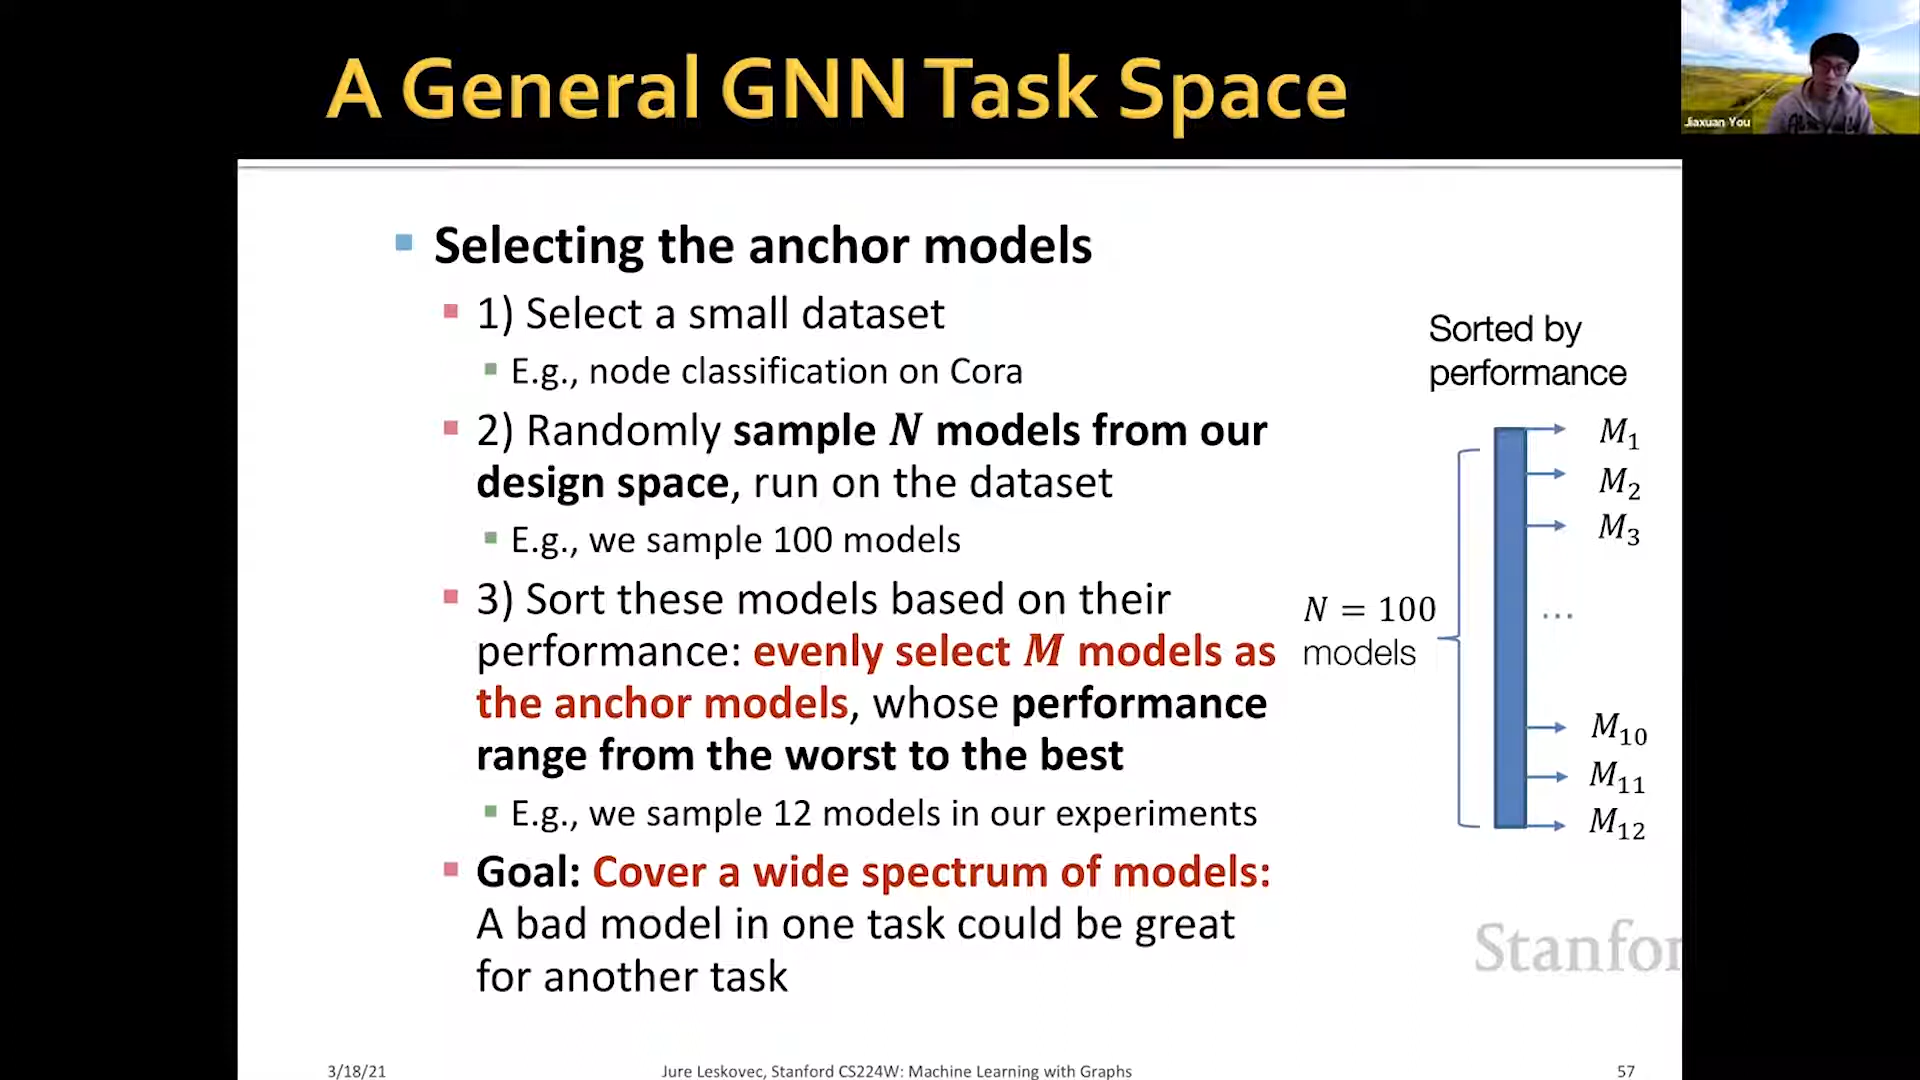 A General GNN Task Space
Jiaxuan You
Selecting the anchor models
1) Select a small dataset
E.g., node classification on Cora
2) Randomly sample N models from our
design space, run on the dataset
E.g., we sample 100 models
3) Sort these models based on their
performance: evenly select M models as
the anchor models, whose performance
range from the worst to the best
E.g., we sample 12 models in our experiments
Goal: Cover a wide spectrum of models:
A bad model in one task could be great
for another task
Sorted by
performance
M₁
M₂
M₃
N = 100
models
...
M₁₀
M₁₁
M₁₂
Stanfor
3/18/21
Jure Leskovec, Stanford CS224W: Machine Learning with Graphs
57